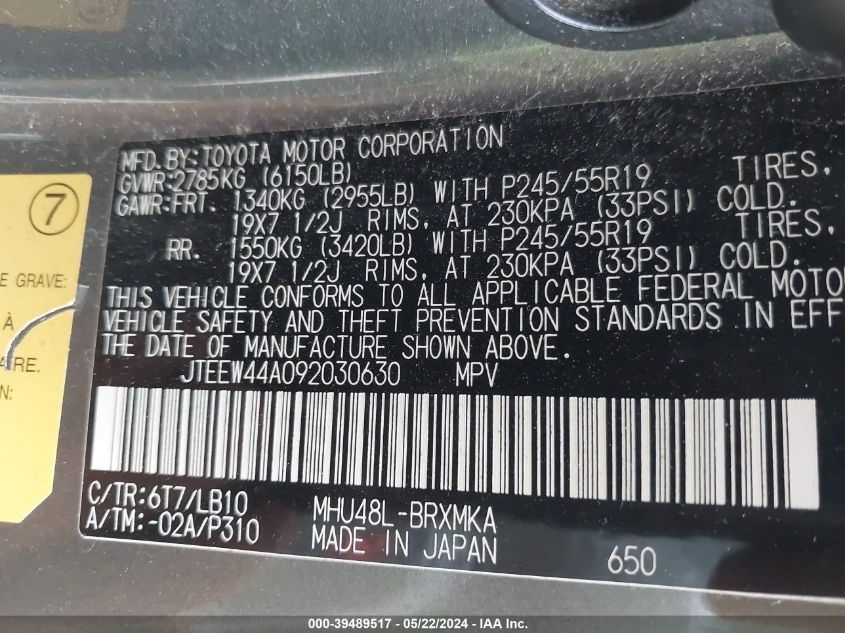 MFD.BY:TOYOTA MOTOR CORPORATION
GVWR:2785KG (6150LB)
GAWR:FRT. 1340KG (2955LB) WITH P245/55R19 TIRES,
19X7 1/2J RIMS, AT 230KPA (33PSI) COLD.
RR. 1550KG (3420LB) WITH P245/55R19 TIRES,
19X7 1/2J RIMS, AT 230KPA (33PSI) COLD.
THIS VEHICLE CONFORMS TO ALL APPLICABLE FEDERAL MOTO
VEHICLE SAFETY AND THEFT PREVENTION STANDARDS IN EFF
THE DATE OF MANUFACTURE SHOWN ABOVE.
JTEEW44A092030630 MPV
C/TR:6T7/LB10 MHU48L-BRXMKA
A/TM:-02A/P310 MADE IN JAPAN 650
7
E GRAVE:
À
AIRE.
N:
000-39489517 - 05/22/2024 - IAA Inc.